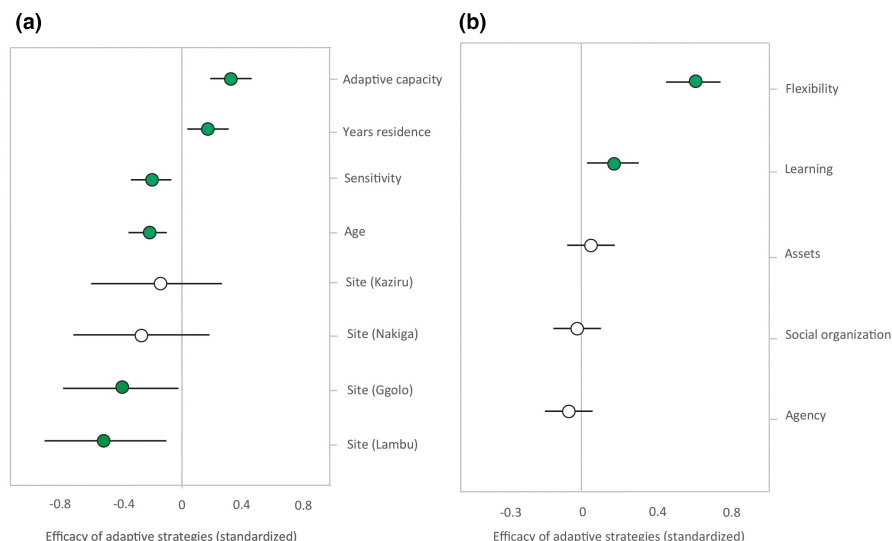 (a)
Adaptive capacity
Years residence
Sensitivity
Age
Site (Kaziru)
Site (Nakiga)
Site (Ggolo)
Site (Lambu)
-0.8 -0.4 0 0.4 0.8
Efficacy of adaptive strategies (standardized)
(b)
Flexibility
Learning
Assets
Social organization
Agency
-0.3 0 0.4 0.8
Efficacy of adaptive strategies (standardized)